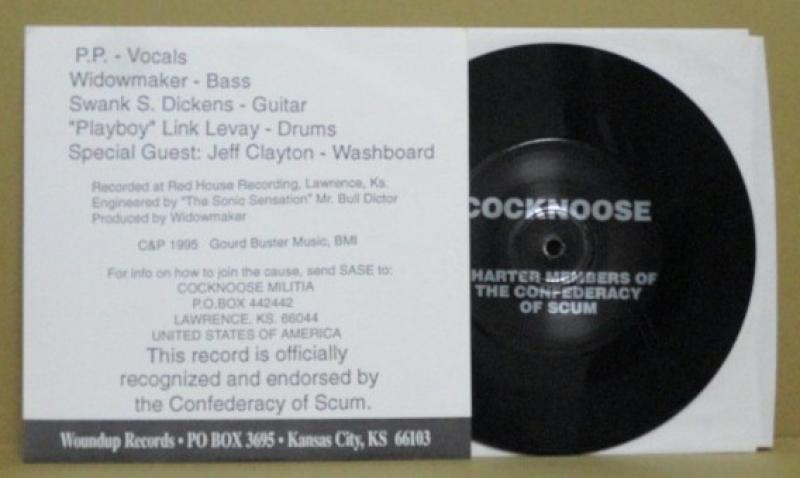 P.P. - Vocals
Widowmaker - Bass
Swank S. Dickens - Guitar
"Playboy" Link Levay - Drums
Special Guest: Jeff Clayton - Washboard
Recorded at Red House Recording, Lawrence, Ks.
Engineered by "The Sonic Sensation" Mr. Bull Dictor
Produced by Widowmaker
C&P 1995 Gourd Buster Music, BMI
For info on how to join the cause, send SASE to:
COCKNOOSE MILITIA
P.O.BOX 442442
LAWRENCE, KS. 66044
UNITED STATES OF AMERICA
This record is officially
recognized and endorsed by
the Confederacy of Scum.
Woundup Records • PO BOX 3695 • Kansas City, KS 66103
COCKNOOSE
HARTER MEMBERS OF
THE CONFEDERACY
OF SCUM